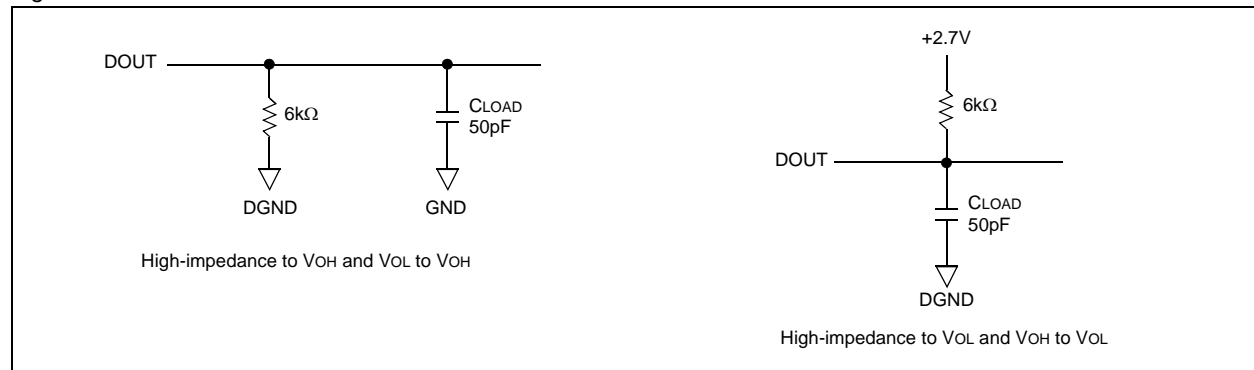 DOUT
6kΩ
CLOAD
50pF
DGND
GND
High-impedance to VOH and VOL to VOH
+2.7V
6kΩ
DOUT
CLOAD
50pF
DGND
High-impedance to VOL and VOH to VOL